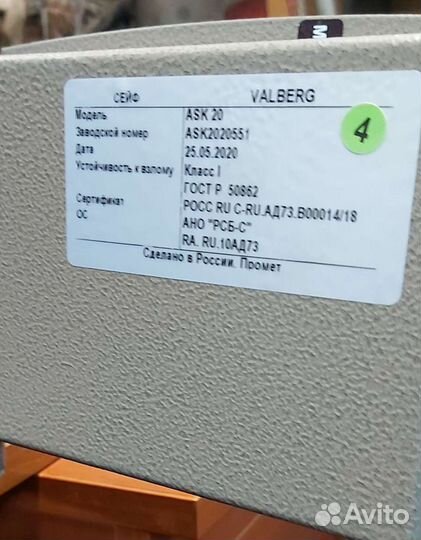 СЕЙФ VALBERG
Модель ASK 20
Заводской номер ASK2020551
Дата 25.05.2020
Устойчивость к взлому Класс I
ГОСТ Р 50862
Сертификат РОСС RU C-RU.АД73.В00014/18
ОС АНО "РСБ-С"
RA. RU.10АД73
Сделано в России, Промет
4
Avito